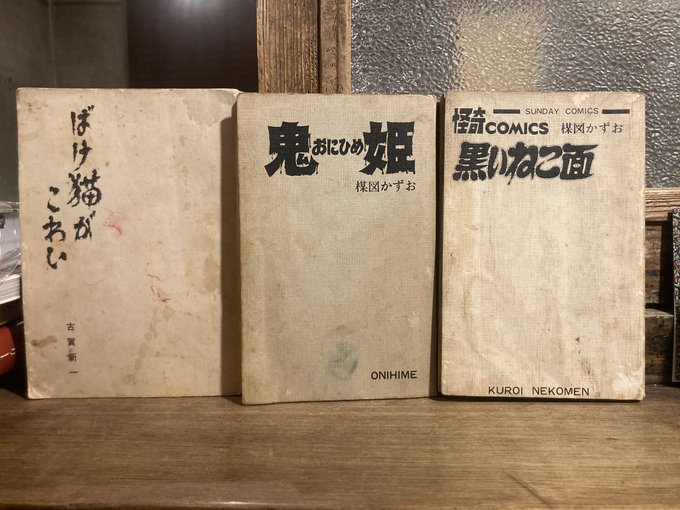 ばけ猫が
こわい
古賀新一
鬼おにひめ姫
楳図かずお
ONIHIME
怪奇COMICS
SUNDAY COMICS
楳図かずお
黒いねこ面
KUROI NEKOMEN